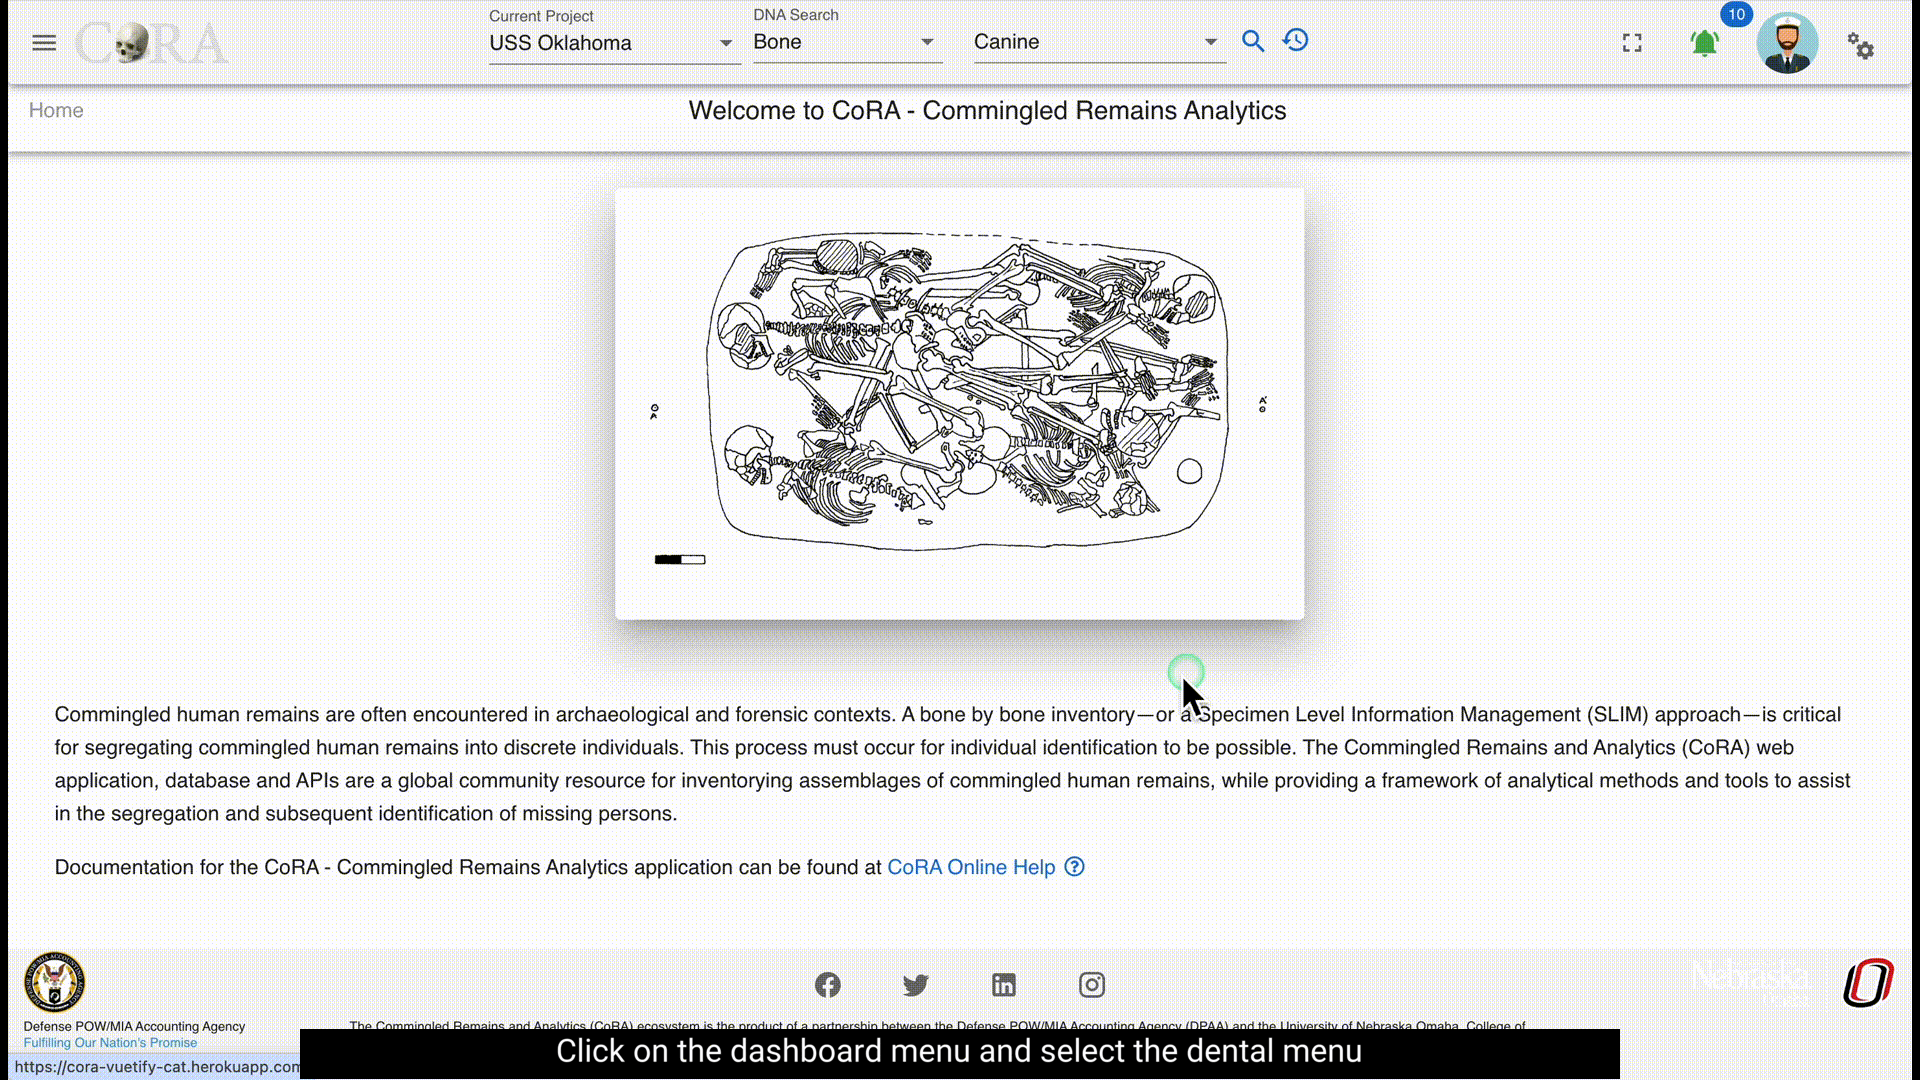 CoRA
Current Project
USS Oklahoma
DNA Search
Bone
Canine
10
Home
Welcome to CoRA - Commingled Remains Analytics
A
A'
Commingled human remains are often encountered in archaeological and forensic contexts. A bone by bone inventory—or a Specimen Level Information Management (SLIM) approach—is critical
for segregating commingled human remains into discrete individuals. This process must occur for individual identification to be possible. The Commingled Remains and Analytics (CoRA) web
application, database and APIs are a global community resource for inventorying assemblages of commingled human remains, while providing a framework of analytical methods and tools to assist
in the segregation and subsequent identification of missing persons.
Documentation for the CoRA - Commingled Remains Analytics application can be found at CoRA Online Help
Nebraska
Defense POW/MIA Accounting Agency
Fulfilling Our Nation's Promise
The Commingled Remains and Analytics (CoRA) ecosystem is the product of a partnership between the Defense POW/MIA Accounting Agency (DPAA) and the University of Nebraska Omaha, College of
https://cora-vuetify-cat.herokuapp.com
Click on the dashboard menu and select the dental menu